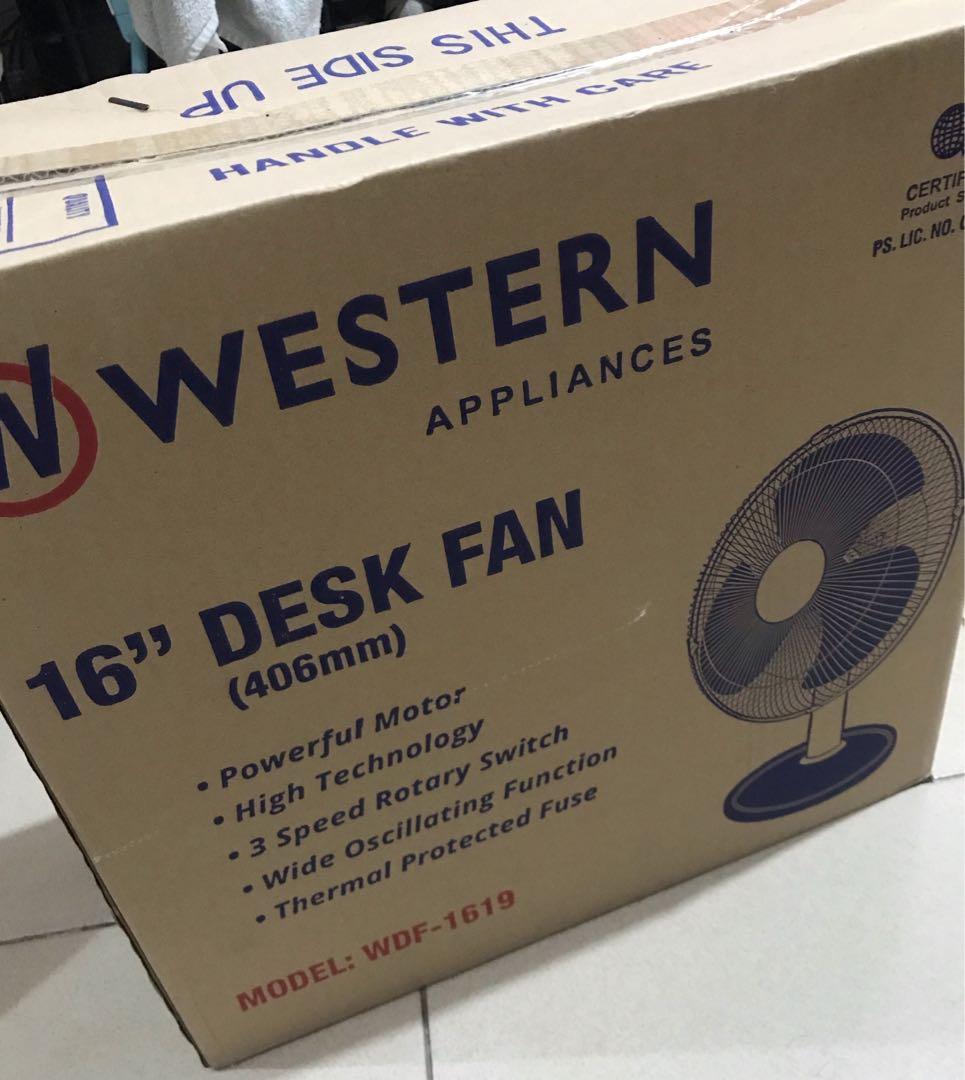 THIS SIDE UP
HANDLE WITH CARE
W WESTERN
APPLIANCES
CERTIF
Product S
PS. LIC. NO.
16” DESK FAN
(406mm)
• Powerful Motor
• High Technology
• 3 Speed Rotary Switch
• Wide Oscillating Function
• Thermal Protected Fuse
MODEL: WDF-1619